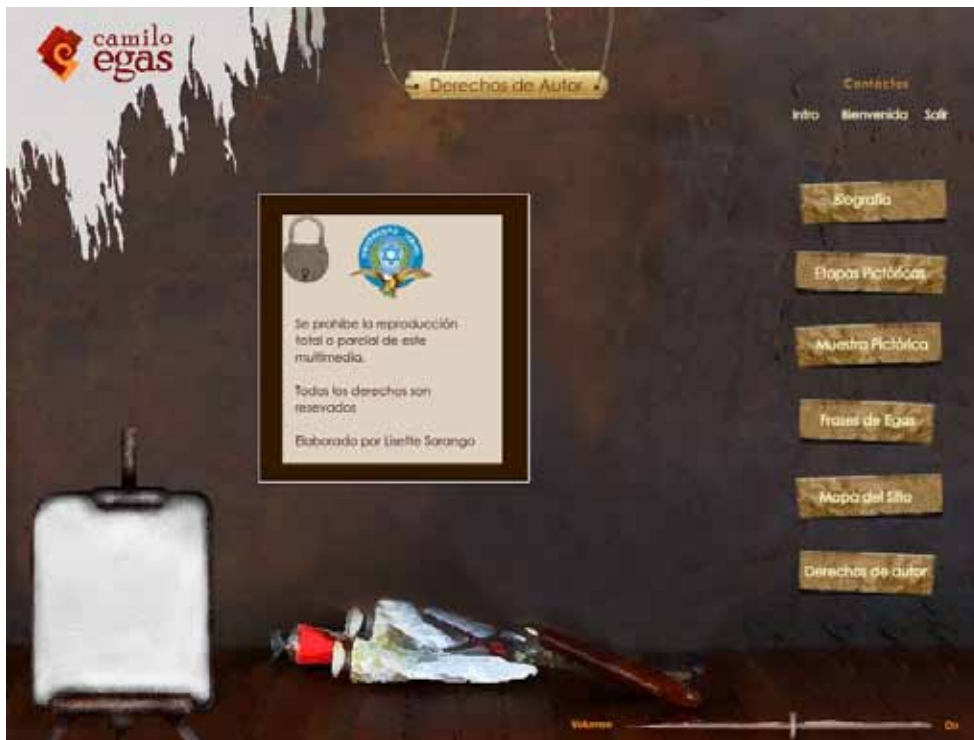 camilo
egas
Derechos de Autor
Contactos
Intro Bienvenida Salir
Biografía
Etapas Pictóricas
Muestra Pictórica
Frases de Egas
Mapa del Sitio
Derechos de autor
Se prohibe la reproducción
total o parcial de este
multimedia.
Todos los derechos son
resevados
Elaborado por Lisette Sarango
Volumen On